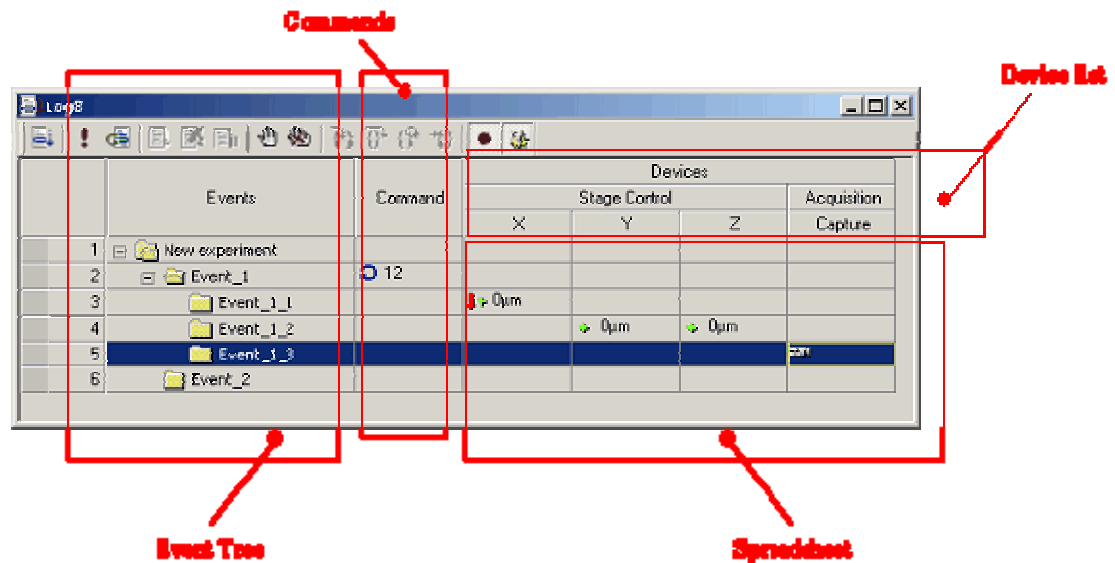 Commands
Device list
Log8
Devices
Events Command Stage Control Acquisition
X Y Z Capture
1 New experiment
2 Event_1 12
3 Event_1_1 0µm
4 Event_1_2 0µm 0µm
5 Event_1_3
6 Event_2
Event Tree
Spreadsheet